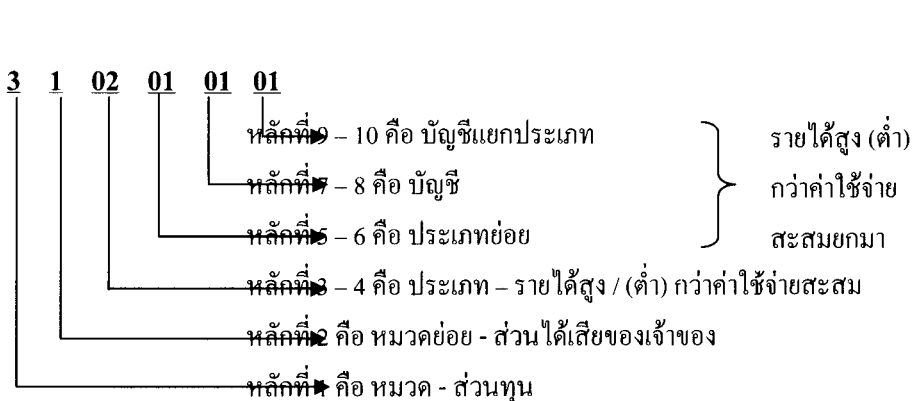 3 1 02 01 01 01
หลักที่ 9 – 10 คือ บัญชีแยกประเภท
รายได้สูง (ต่ำ)
หลักที่ 7 – 8 คือ บัญชี
กว่าค่าใช้จ่าย
หลักที่ 5 – 6 คือ ประเภทย่อย
สะสมยกมา
หลักที่ 3 – 4 คือ ประเภท – รายได้สูง / (ต่ำ) กว่าค่าใช้จ่ายสะสม
หลักที่ 2 คือ หมวดย่อย - ส่วนได้เสียของเจ้าของ
หลักที่ 1 คือ หมวด - ส่วนทุน